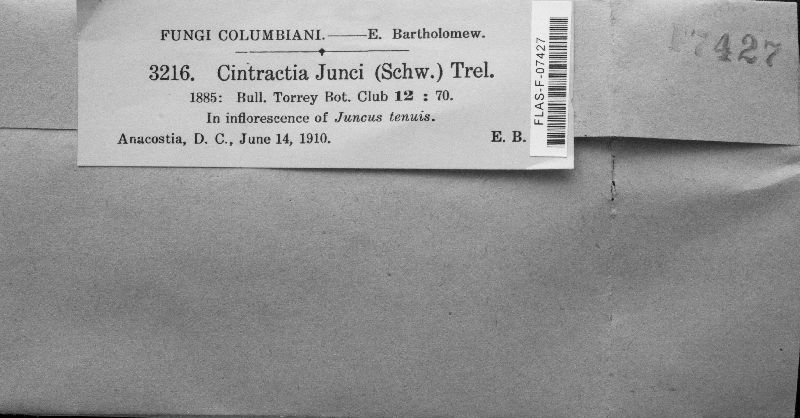 FUNGI COLUMBIANI.——E. Bartholomew.
3216. Cintractia Junci (Schw.) Trel.
1885: Bull. Torrey Bot. Club 12 : 70.
In inflorescence of Juncus tenuis.
Anacostia, D. C., June 14, 1910. E. B.
FLAS-F-07427
F7427